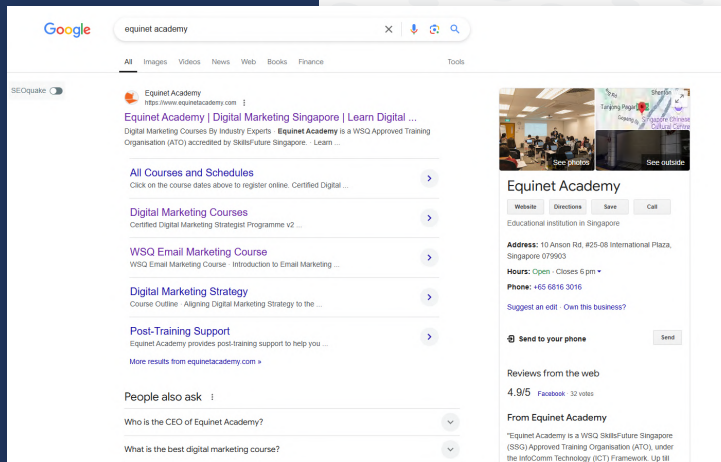 Google
equinet academy
All Images Videos News Web Books Finance Tools
SEOquake
Equinet Academy
https://www.equinetacademy.com
Equinet Academy | Digital Marketing Singapore | Learn Digital ...
Digital Marketing Courses By Industry Experts · Equinet Academy is a WSQ Approved Training
Organisation (ATO) accredited by SkillsFuture Singapore. · Learn ...
All Courses and Schedules
Click on the course dates above to register online. Certified Digital ...
Digital Marketing Courses
Certified Digital Marketing Strategist Programme v2 ...
WSQ Email Marketing Course
WSQ Email Marketing Course · Introduction to Email Marketing ...
Digital Marketing Strategy
Course Outline · Aligning Digital Marketing Strategy to the ...
Post-Training Support
Equinet Academy provides post-training support to help you ...
More results from equinetacademy.com »
People also ask
Who is the CEO of Equinet Academy?
What is the best digital marketing course?
Tanjong Pagar
Singapore Chinese
Cultural Centre
See photos
See outside
Equinet Academy
Website Directions Save Call
Educational institution in Singapore
Address: 10 Anson Rd, #25-08 International Plaza,
Singapore 079903
Hours: Open · Closes 6 pm
Phone: +65 6816 3016
Suggest an edit · Own this business?
Send to your phone
Send
Reviews from the web
4.9/5 Facebook · 32 votes
From Equinet Academy
"Equinet Academy is a WSQ SkillsFuture Singapore
(SSG) Approved Training Organisation (ATO), under
the InfoComm Technology (ICT) Framework. Up till